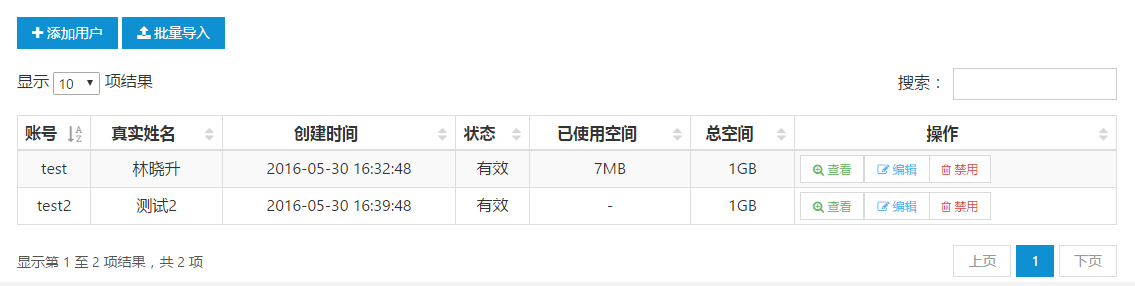 添加用户 批量导入
显示 10 项结果 搜索：
账号 真实姓名 创建时间 状态 已使用空间 总空间 操作
test 林晓升 2016-05-30 16:32:48 有效 7MB 1GB 查看 编辑 禁用
test2 测试2 2016-05-30 16:39:48 有效 - 1GB 查看 编辑 禁用
显示第 1 至 2 项结果，共 2 项 上页 1 下页